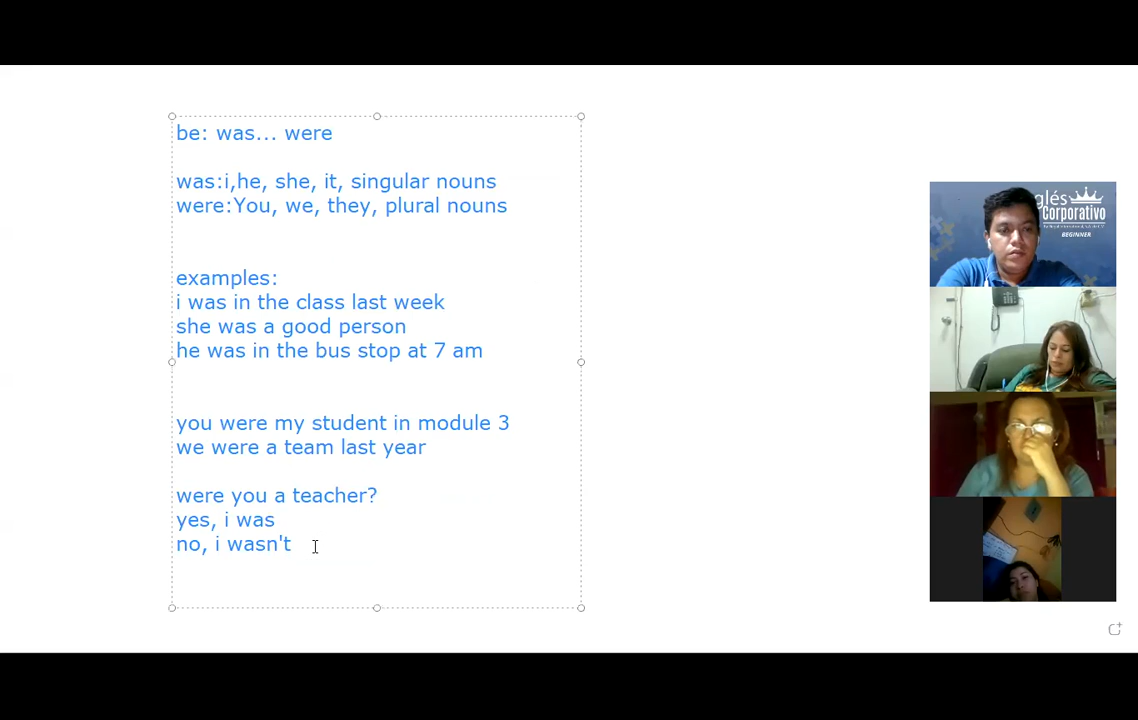 be: was... were
was:i,he, she, it, singular nouns
were:You, we, they, plural nouns
examples:
i was in the class last week
she was a good person
he was in the bus stop at 7 am
you were my student in module 3
we were a team last year
were you a teacher?
yes, i was
no, i wasn't
glés
Corporativo
BEGINNER